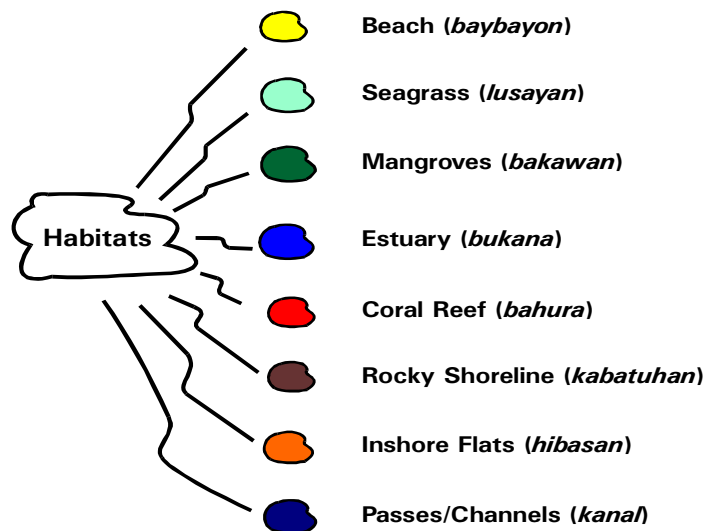 Beach (baybayon)
Seagrass (lusayan)
Mangroves (bakawan)
Habitats
Estuary (bukana)
Coral Reef (bahura)
Rocky Shoreline (kabatuhan)
Inshore Flats (hibasan)
Passes/Channels (kanal)